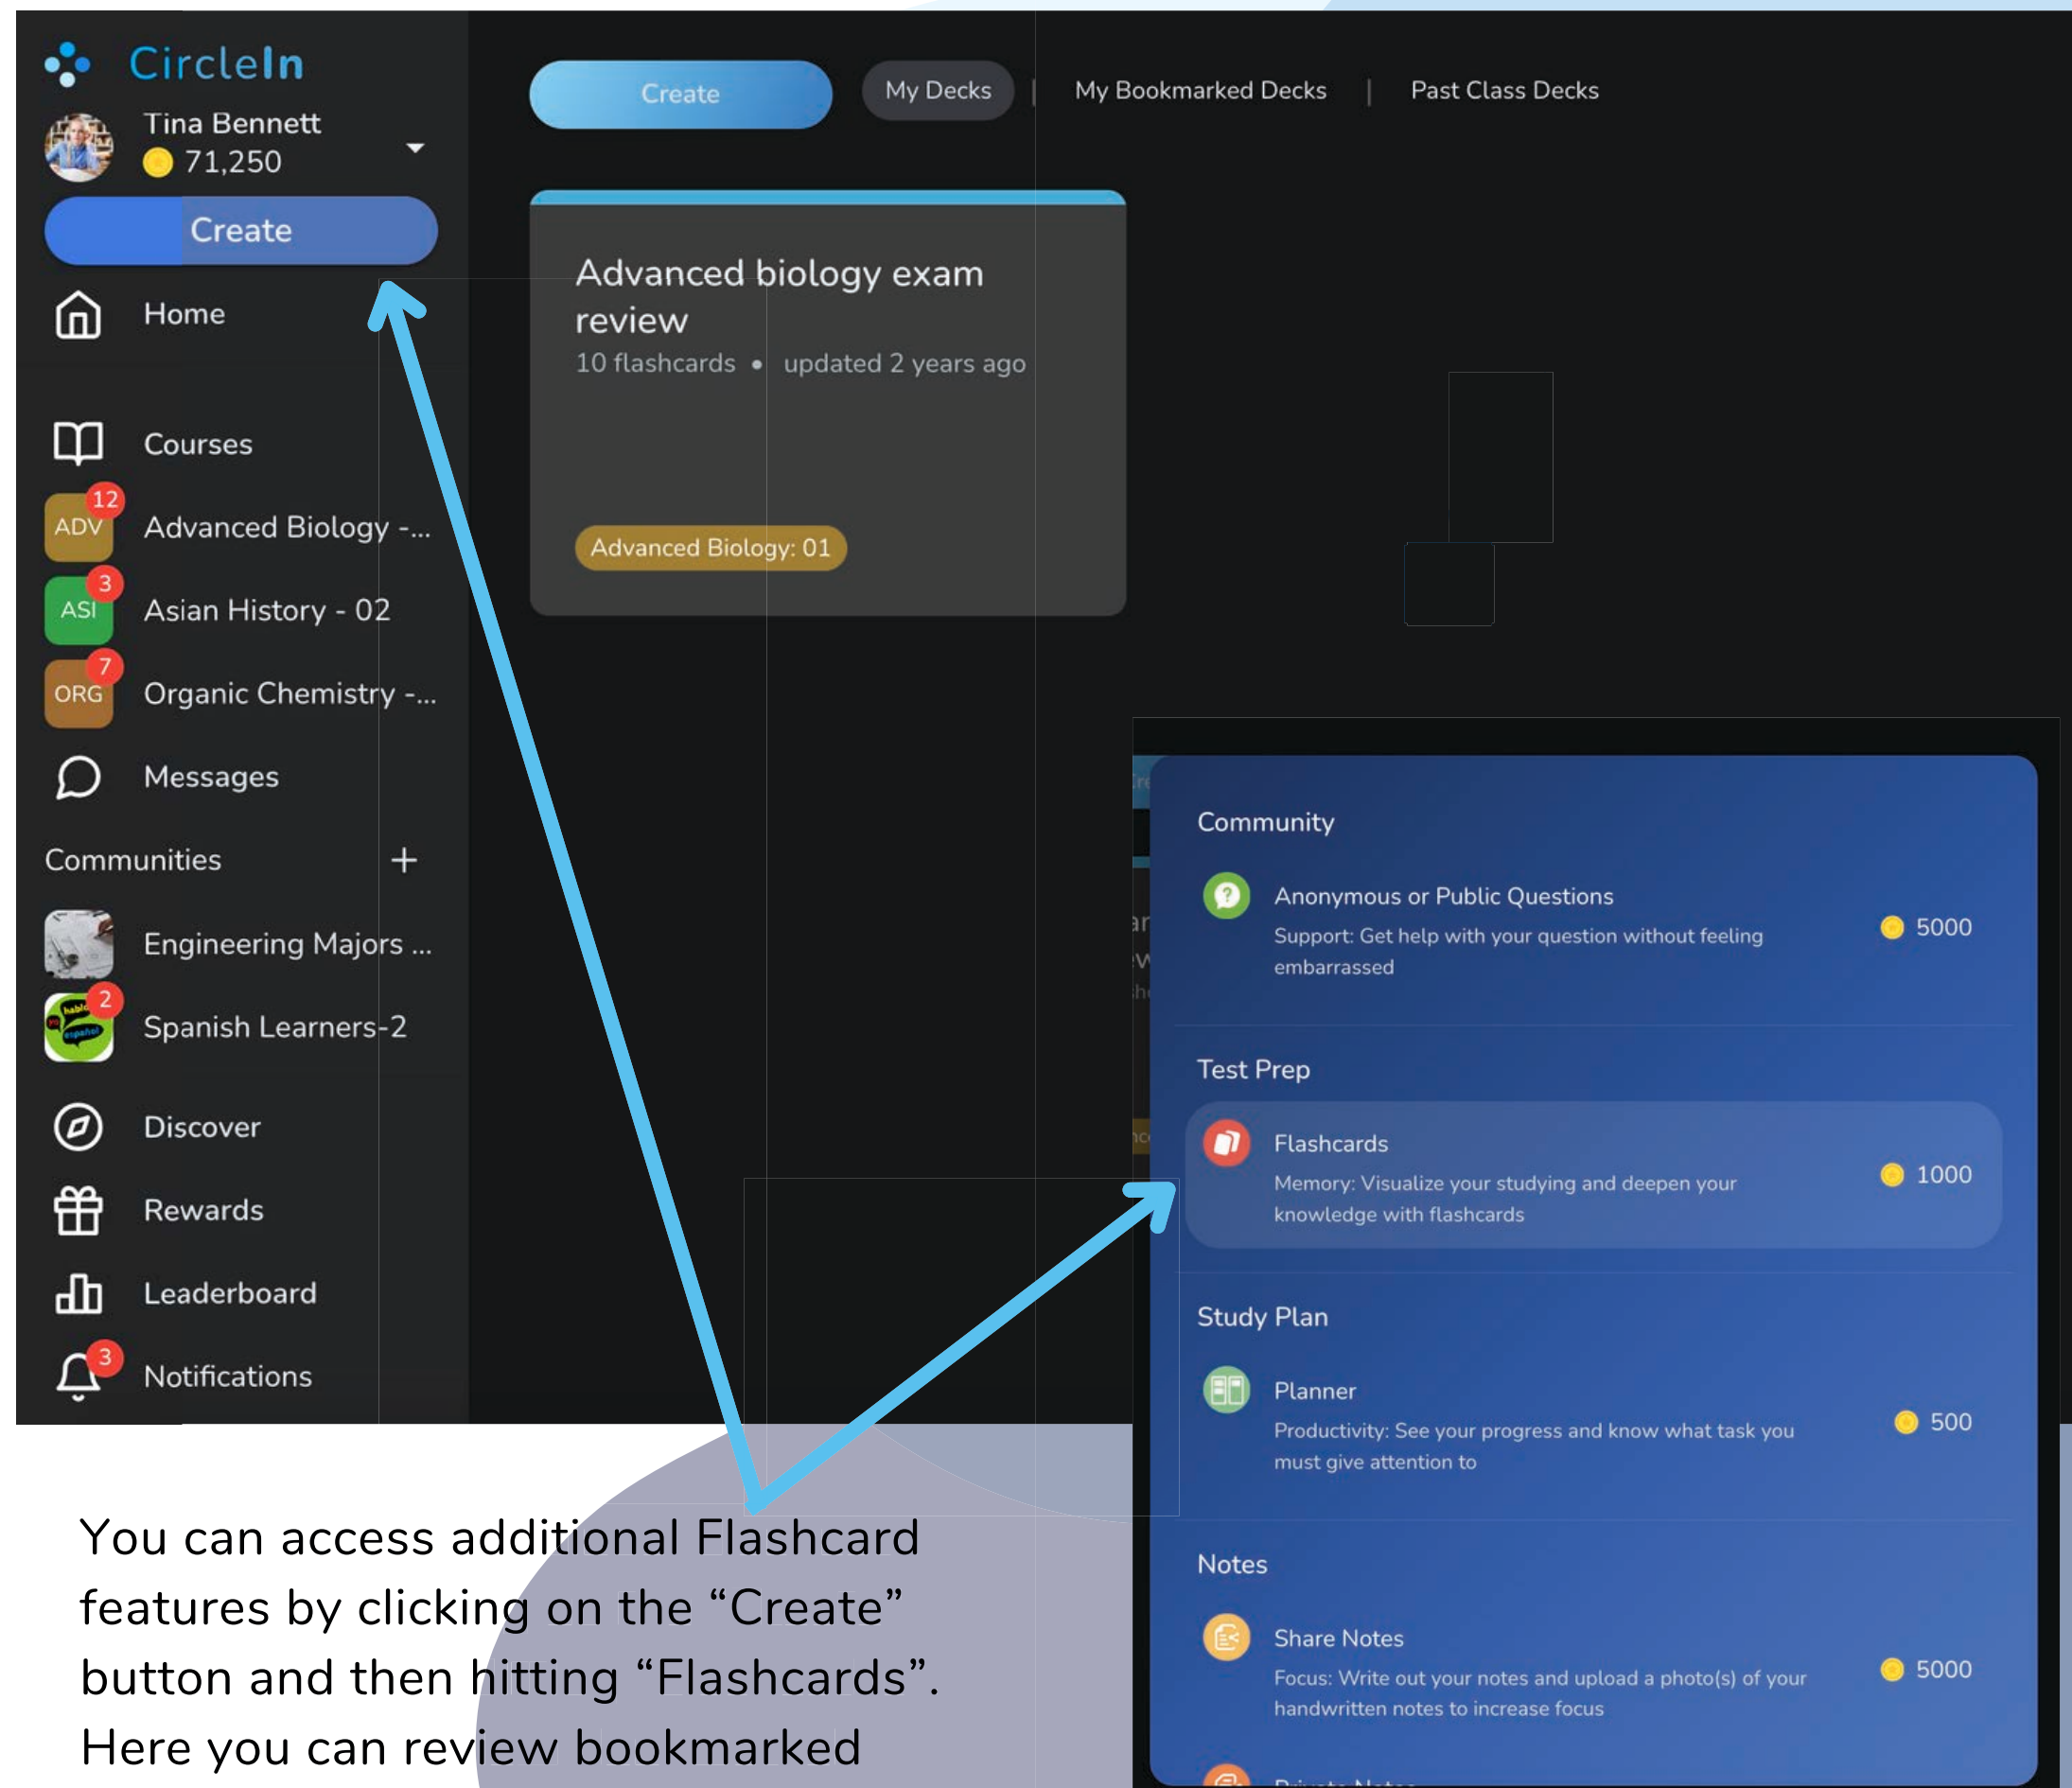 CircleIn
Tina Bennett
71,250
Create
Home
Courses
12
ADV
Advanced Biology -...
3
ASI
Asian History - 02
7
ORG
Organic Chemistry -...
Messages
Communities +
Engineering Majors ...
2
Spanish Learners-2
Discover
Rewards
Leaderboard
3
Notifications
Create
My Decks | My Bookmarked Decks | Past Class Decks
Advanced biology exam
review
10 flashcards • updated 2 years ago
Advanced Biology: 01
Community
Anonymous or Public Questions
Support: Get help with your question without feeling
embarrassed
5000
Test Prep
Flashcards
Memory: Visualize your studying and deepen your
knowledge with flashcards
1000
Study Plan
Planner
Productivity: See your progress and know what task you
must give attention to
500
Notes
Share Notes
Focus: Write out your notes and upload a photo(s) of your
handwritten notes to increase focus
5000
Private Notes
You can access additional Flashcard
features by clicking on the “Create”
button and then hitting “Flashcards”.
Here you can review bookmarked